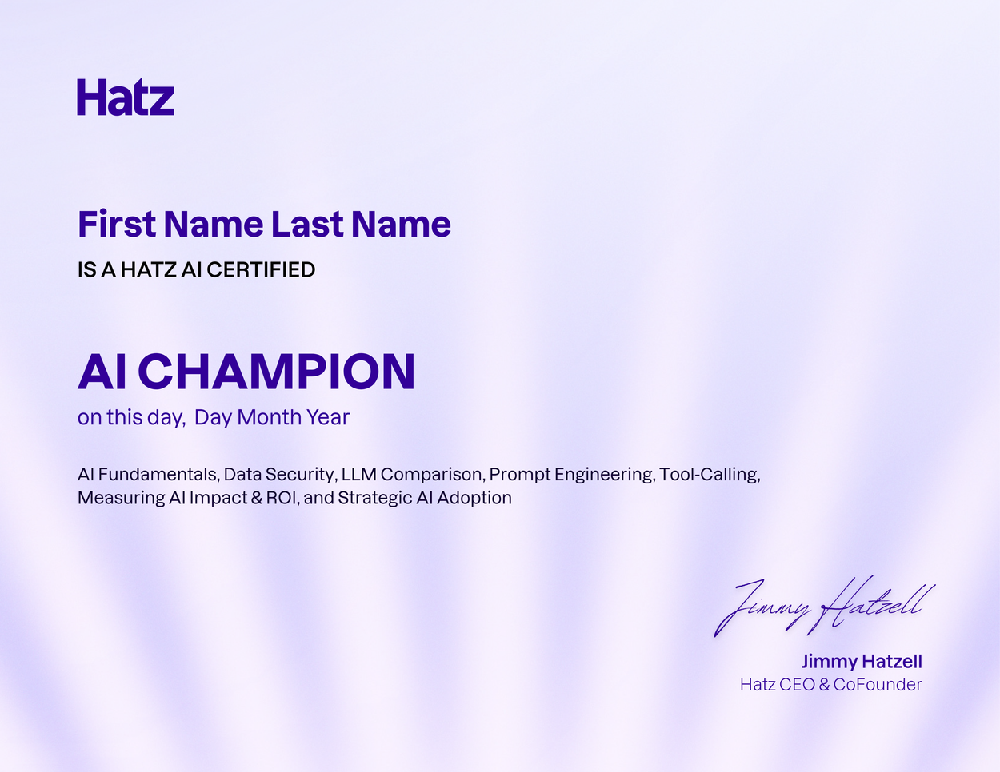 Hatz
First Name Last Name
IS A HATZ AI CERTIFIED
AI CHAMPION
on this day, Day Month Year
AI Fundamentals, Data Security, LLM Comparison, Prompt Engineering, Tool-Calling,
Measuring AI Impact & ROI, and Strategic AI Adoption
Jimmy Hatzell
Jimmy Hatzell
Hatz CEO & CoFounder